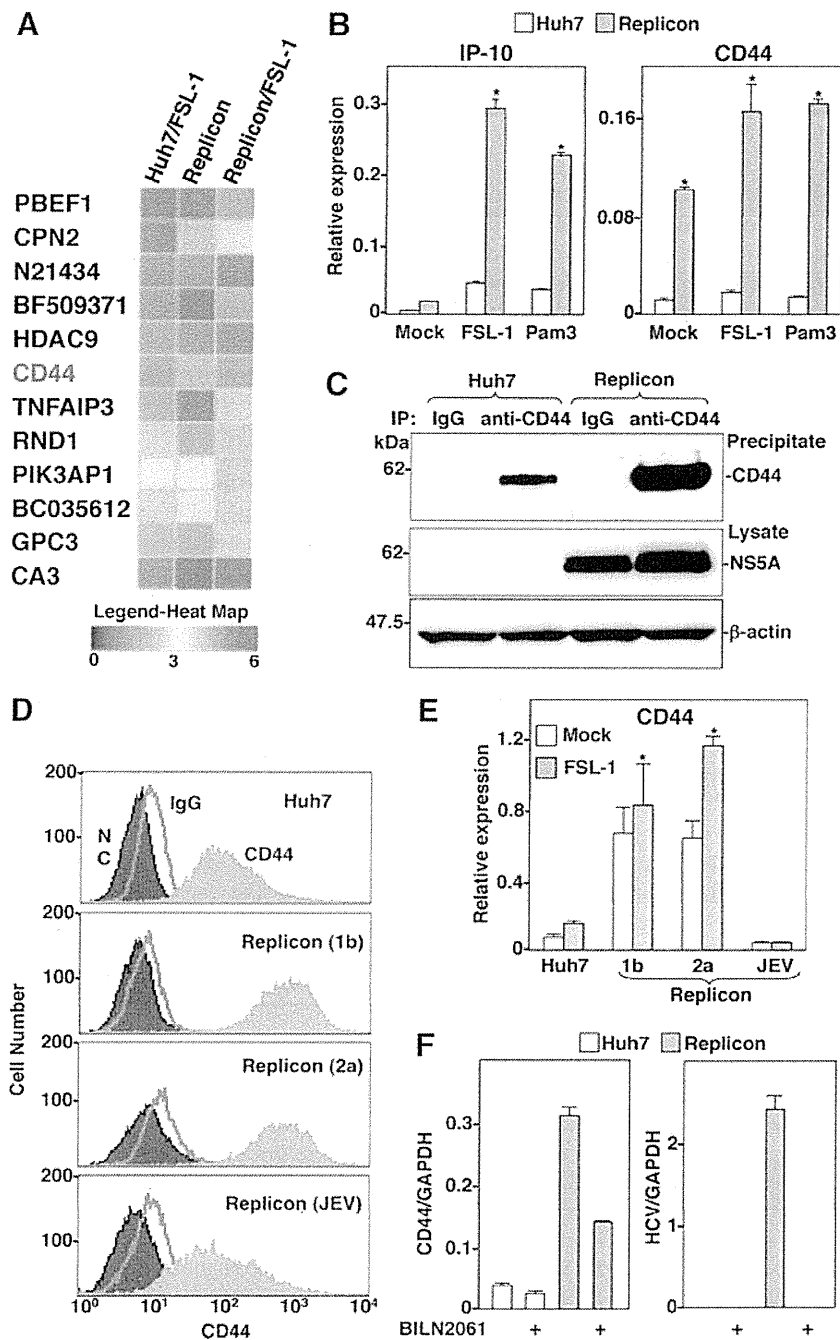 A
Huh7/FSL-1
Replicon
Replicon/FSL-1
PBEF1
CPN2
N21434
BF509371
HDAC9
CD44
TNFAIP3
RND1
PIK3AP1
BC035612
GPC3
CA3
Legend-Heat Map
0 3 6
B
Huh7 Replicon
IP-10 CD44
Relative expression
0.3
0.2
0.1
0
Mock FSL-1 Pam3
* *
0.16
0.08
0
Mock FSL-1 Pam3
* * *
C
Huh7 Replicon
IP: IgG anti-CD44 IgG anti-CD44
kDa Precipitate
62 -CD44
Lysate
62 -NS5A
47.5 -β-actin
D
200
100
IgG Huh7
N
C
CD44
200
100
Replicon (1b)
200
100
Replicon (2a)
200
100
Replicon (JEV)
Cell Number
10⁰ 10¹ 10² 10³ 10⁴
CD44
E
CD44
Mock
FSL-1
* *
Relative expression
1.2
0.8
0.4
0
Huh7 1b 2a JEV
Replicon
F
Huh7 Replicon
CD44/GAPDH
0.3
0.2
0.1
0
HCV/GAPDH
2
1
0
BILN2061 + + + +